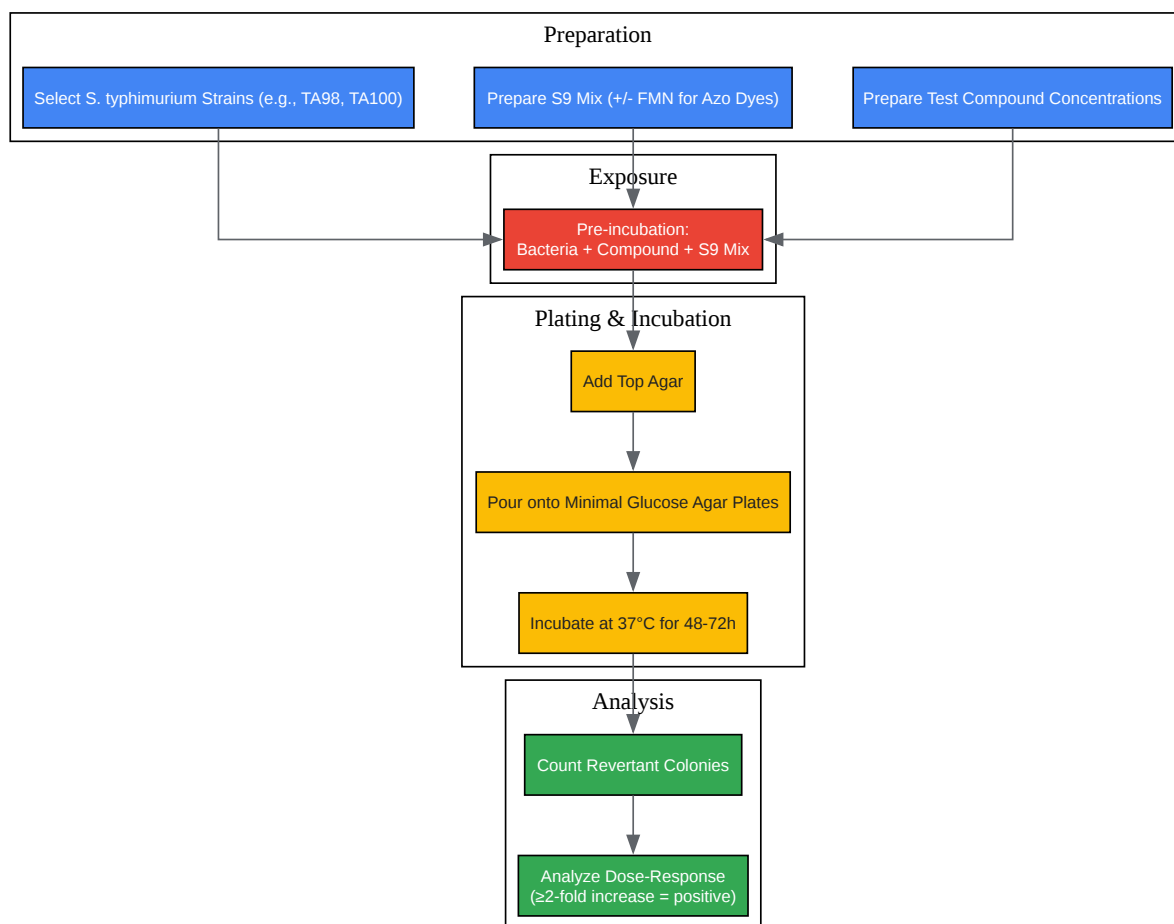 Preparation
Select S. typhimurium Strains (e.g., TA98, TA100)
Prepare S9 Mix (+/- FMN for Azo Dyes)
Prepare Test Compound Concentrations
Exposure
Pre-incubation:
Bacteria + Compound + S9 Mix
Plating & Incubation
Add Top Agar
Pour onto Minimal Glucose Agar Plates
Incubate at 37°C for 48-72h
Analysis
Count Revertant Colonies
Analyze Dose-Response
(≥2-fold increase = positive)